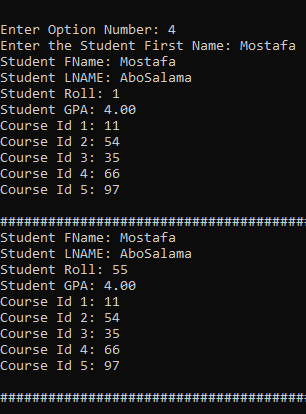 Enter Option Number: 4
Enter the Student First Name: Mostafa
Student FName: Mostafa
Student LNAME: AboSalama
Student Roll: 1
Student GPA: 4.00
Course Id 1: 11
Course Id 2: 54
Course Id 3: 35
Course Id 4: 66
Course Id 5: 97
######################################
Student FName: Mostafa
Student LNAME: AboSalama
Student Roll: 55
Student GPA: 4.00
Course Id 1: 11
Course Id 2: 54
Course Id 3: 35
Course Id 4: 66
Course Id 5: 97
######################################